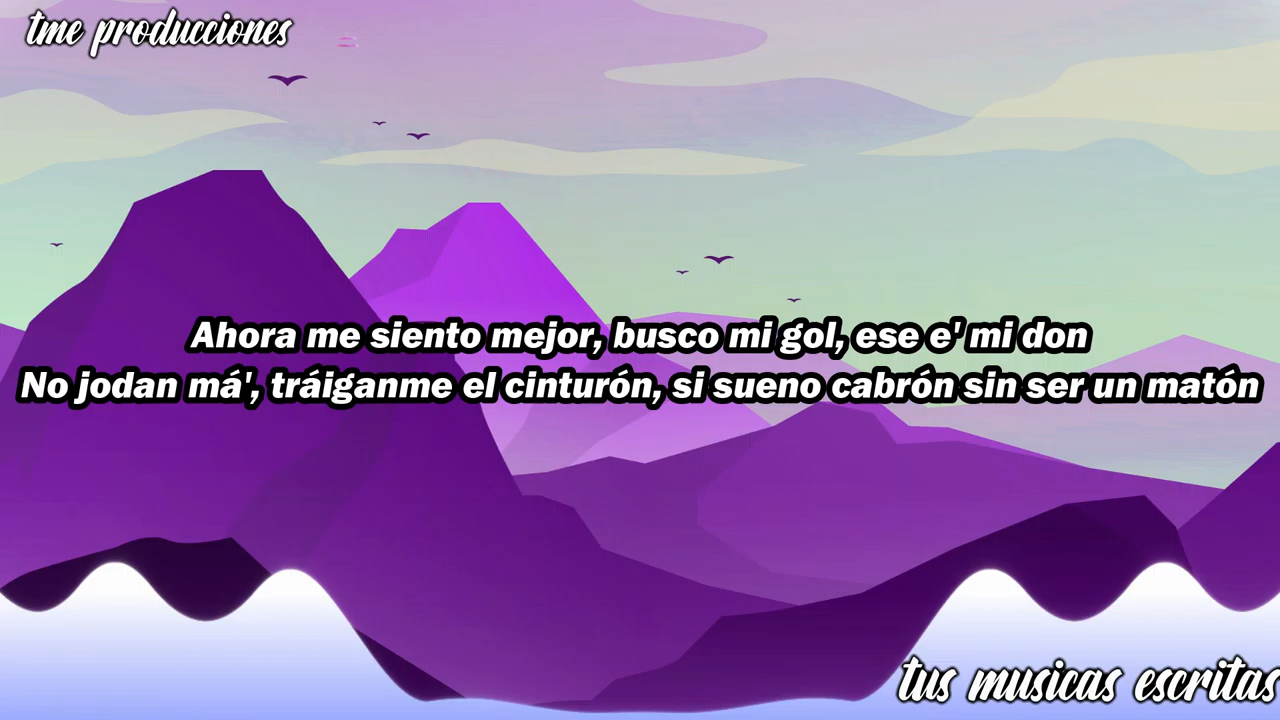 tme producciones
Ahora me siento mejor, busco mi gol, ese e' mi don
No jodan má', tráiganme el cinturón, si sueno cabrón sin ser un matón
tus musicas escritas